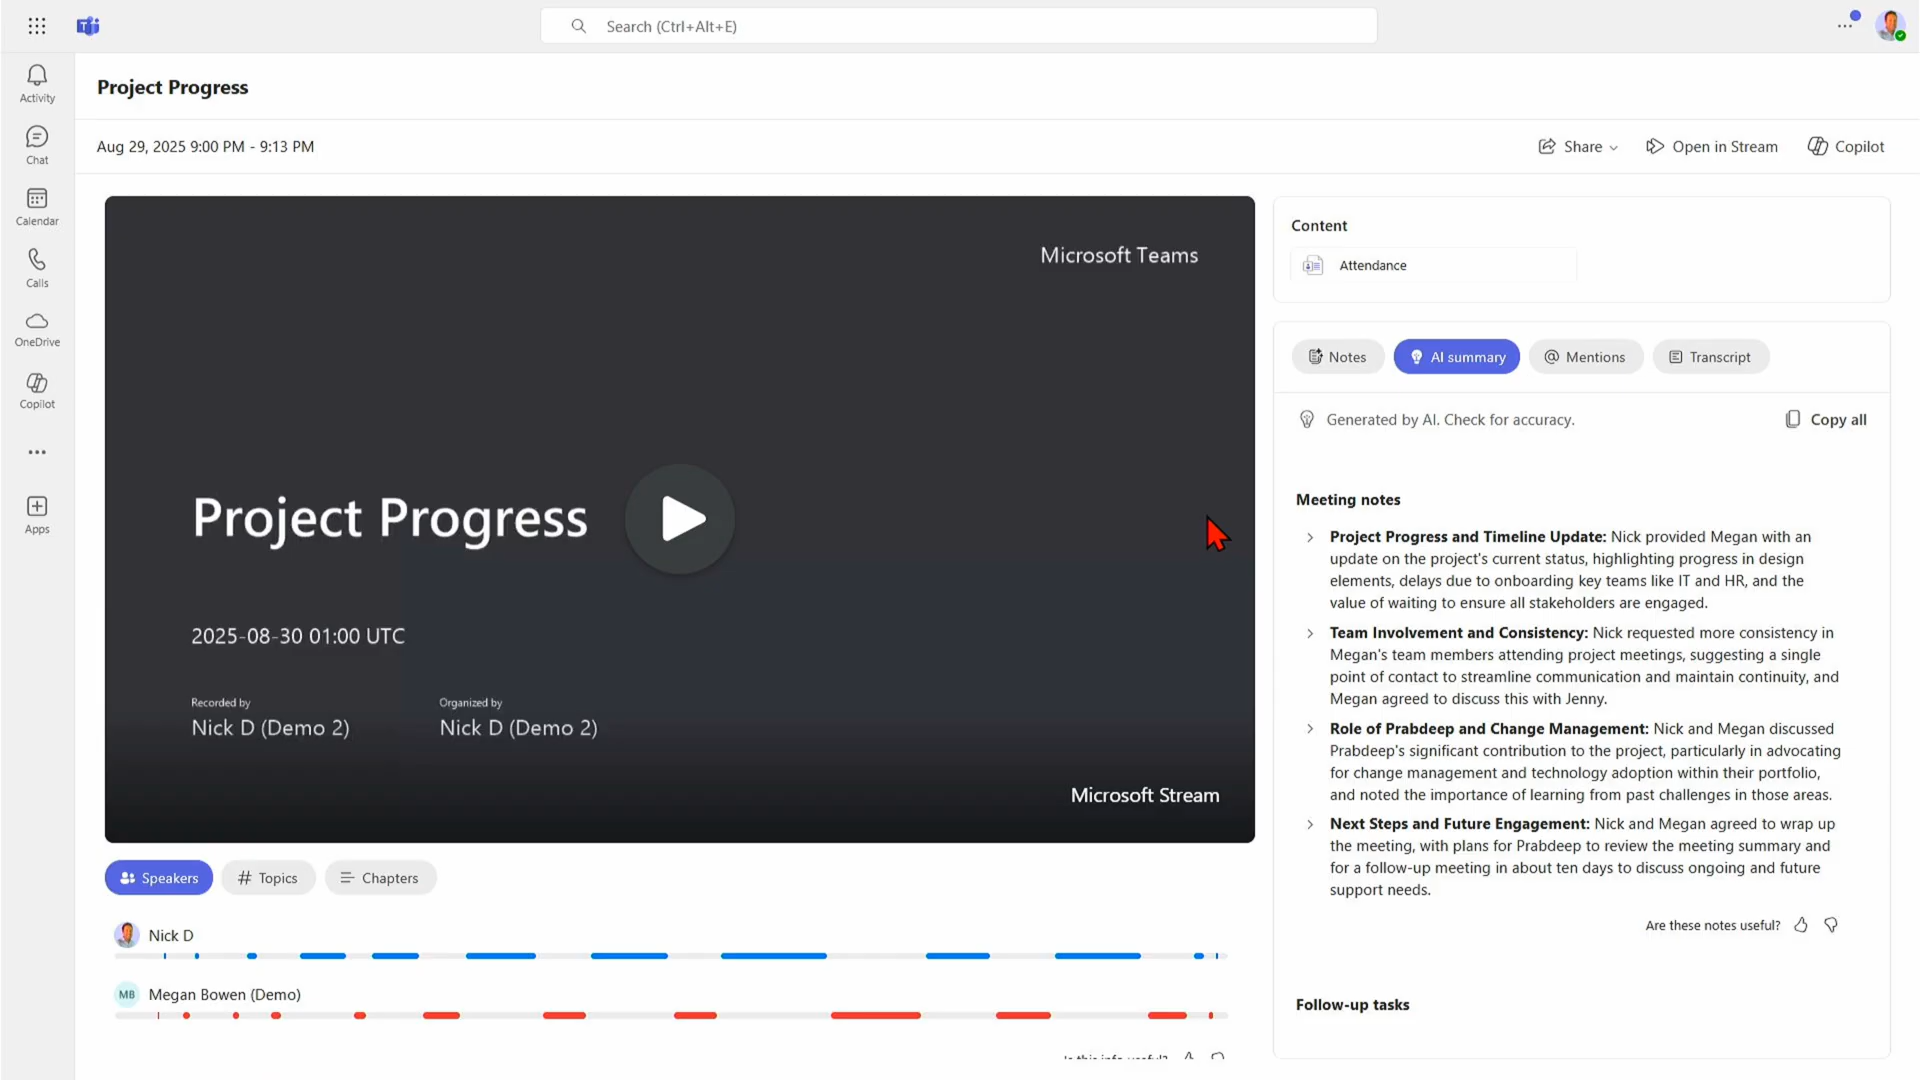 Search (Ctrl+Alt+E)
Activity
Chat
Calendar
Calls
OneDrive
Copilot
Apps
Project Progress
Aug 29, 2025 9:00 PM - 9:13 PM
Share
Open in Stream
Copilot
Microsoft Teams
Project Progress
2025-08-30 01:00 UTC
Recorded by
Nick D (Demo 2)
Organized by
Nick D (Demo 2)
Microsoft Stream
Speakers
# Topics
Chapters
Nick D
MB
Megan Bowen (Demo)
Is this info useful?
Content
Attendance
Notes
AI summary
@ Mentions
Transcript
Generated by AI. Check for accuracy.
Copy all
Meeting notes
Project Progress and Timeline Update: Nick provided Megan with an
update on the project's current status, highlighting progress in design
elements, delays due to onboarding key teams like IT and HR, and the
value of waiting to ensure all stakeholders are engaged.
Team Involvement and Consistency: Nick requested more consistency in
Megan's team members attending project meetings, suggesting a single
point of contact to streamline communication and maintain continuity, and
Megan agreed to discuss this with Jenny.
Role of Prabdeep and Change Management: Nick and Megan discussed
Prabdeep's significant contribution to the project, particularly in advocating
for change management and technology adoption within their portfolio,
and noted the importance of learning from past challenges in those areas.
Next Steps and Future Engagement: Nick and Megan agreed to wrap up
the meeting, with plans for Prabdeep to review the meeting summary and
for a follow-up meeting in about ten days to discuss ongoing and future
support needs.
Are these notes useful?
Follow-up tasks